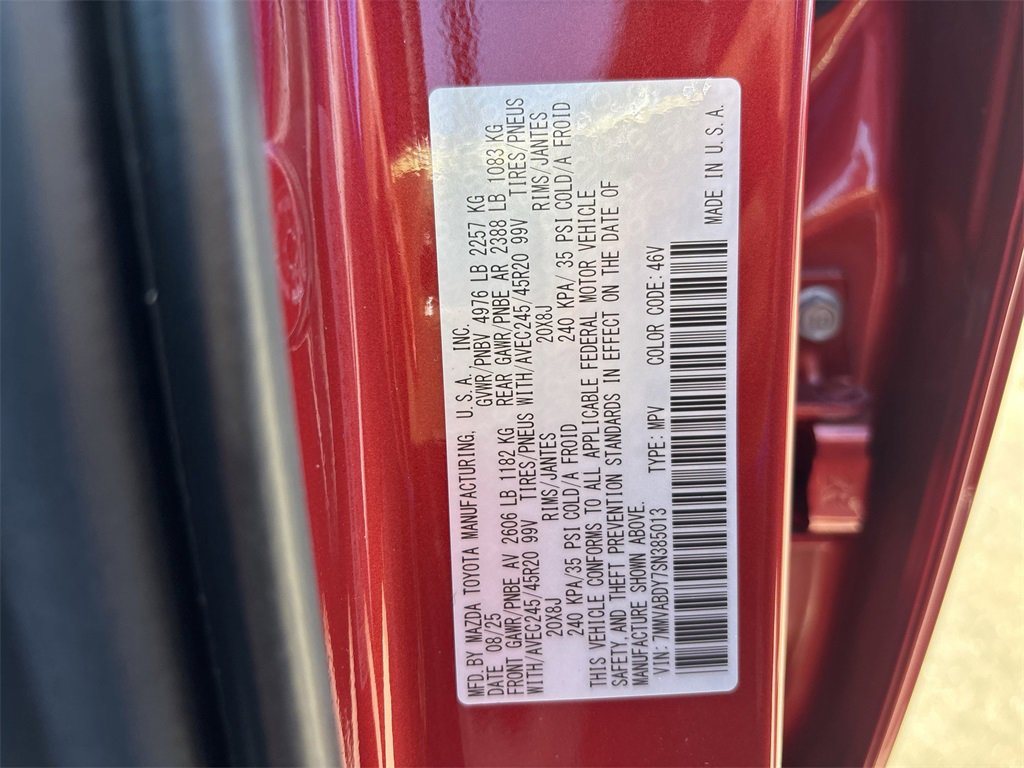 MFD.BY MAZDA TOYOTA MANUFACTURING, U.S.A. INC.
DATE 08/25 GVWR/PNBV 4976 LB 2257 KG
FRONT GAWR/PNBE AV 2606 LB 1182 KG REAR GAWR/PNBE AR 2388 LB 1083 KG
WITH/AVEC245/45R20 99V TIRES/PNEUS WITH/AVEC245/45R20 99V TIRES/PNEUS
20X8J RIMS/JANTES 20X8J RIMS/JANTES
240 KPA/35 PSI COLD/A FROID 240 KPA/ 35 PSI COLD/A FROID
THIS VEHICLE CONFORMS TO ALL APPLICABLE FEDERAL MOTOR VEHICLE
SAFETY, AND THEFT PREVENTION STANDARDS IN EFFECT ON THE DATE OF
MANUFACTURE SHOWN ABOVE.
VIN: 7MMVABDY7SN385013 TYPE: MPV COLOR CODE: 46V
MADE IN U.S.A.